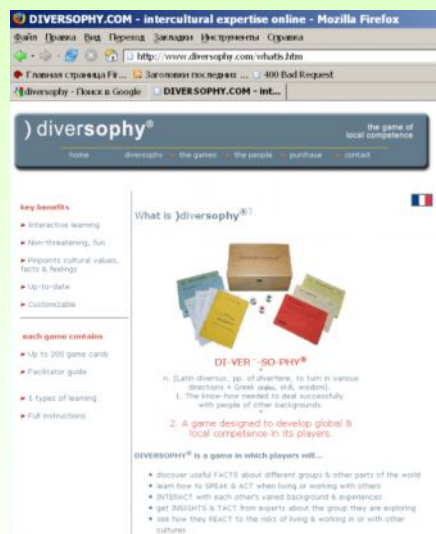 DIVERSOPHY.COM - intercultural expertise online - Mozilla Firefox
Файл Правка Вид Переход Закладки Инструменты Справка
http://www.diversophy.com/whatis.htm
Главная страница Fir... Заголовки последних ... 400 Bad Request
diversophy - Поиск в Google DIVERSOPHY.COM - int...
)diversophy®
the game of
local competence
home diversophy the games the people purchase contact
key benefits
Interactive learning
Non-threatening, fun
Pinpoints cultural values,
facts & feelings
Up-to-date
Customizable
each game contains
Up to 200 game cards
Facilitator guide
5 types of learning
Full instructions
What is )diversophy®?
DI-VER´-SO-PHY®
n. (Latin diversus, pp. of divertere, to turn in various
directions + Greek sophia, skill, wisdom).
1. The know-how needed to deal successfully
with people of other backgrounds.
2. A game designed to develop global &
local competence in its players.
DIVERSOPHY® is a game in which players will...
discover useful FACTS about different groups & other parts of the world
learn how to SPEAK & ACT when living or working with others
INTERACT with each other's varied background & experiences
get INSIGHTS & TACT from experts about the group they are exploring
see how they REACT to the risks of living & working in or with other
cultures